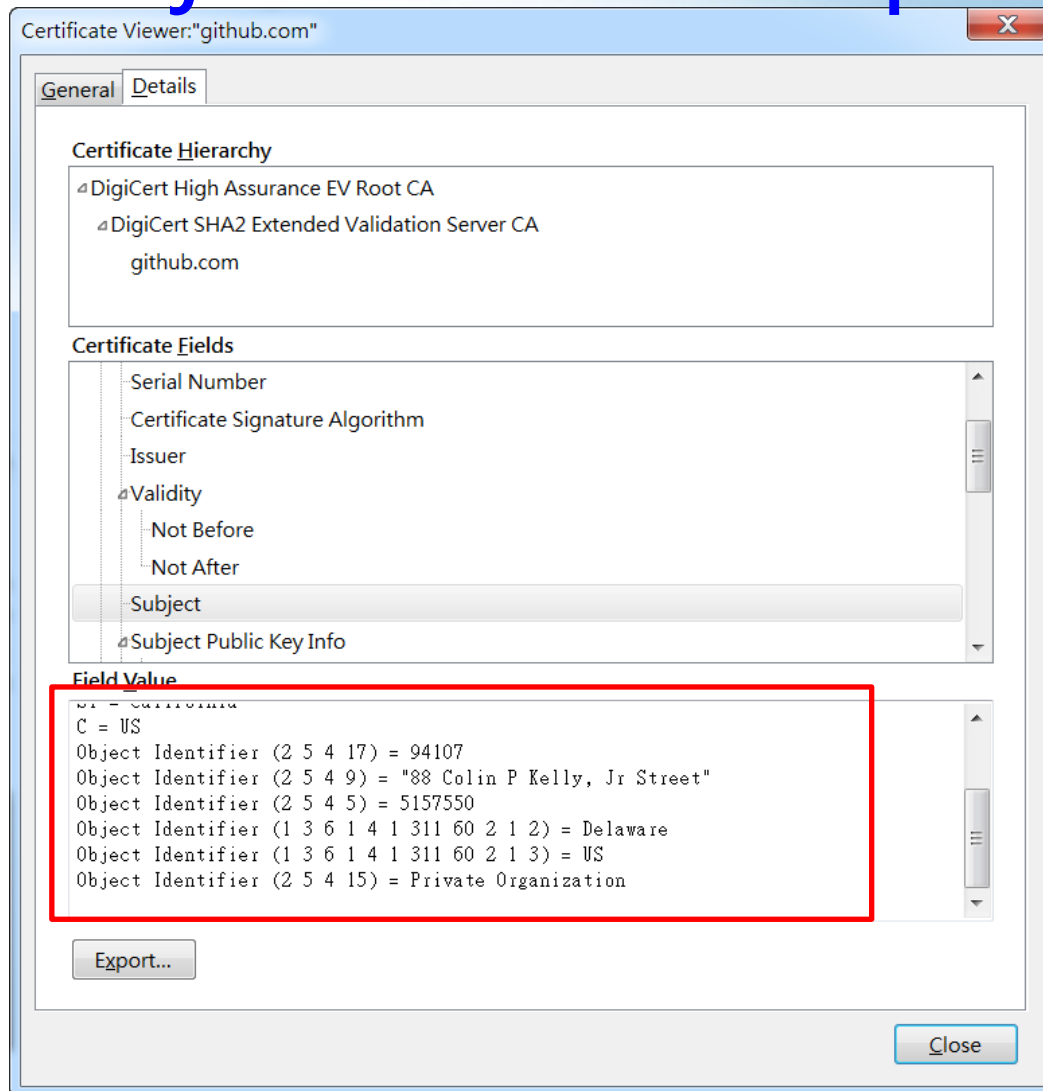 Certificate Viewer:"github.com"
General Details
Certificate Hierarchy
DigiCert High Assurance EV Root CA
DigiCert SHA2 Extended Validation Server CA
github.com
Certificate Fields
Serial Number
Certificate Signature Algorithm
Issuer
Validity
Not Before
Not After
Subject
Subject Public Key Info
Field Value
ST = California
C = US
Object Identifier (2 5 4 17) = 94107
Object Identifier (2 5 4 9) = "88 Colin P Kelly, Jr Street"
Object Identifier (2 5 4 5) = 5157550
Object Identifier (1 3 6 1 4 1 311 60 2 1 2) = Delaware
Object Identifier (1 3 6 1 4 1 311 60 2 1 3) = US
Object Identifier (2 5 4 15) = Private Organization
Export...
Close